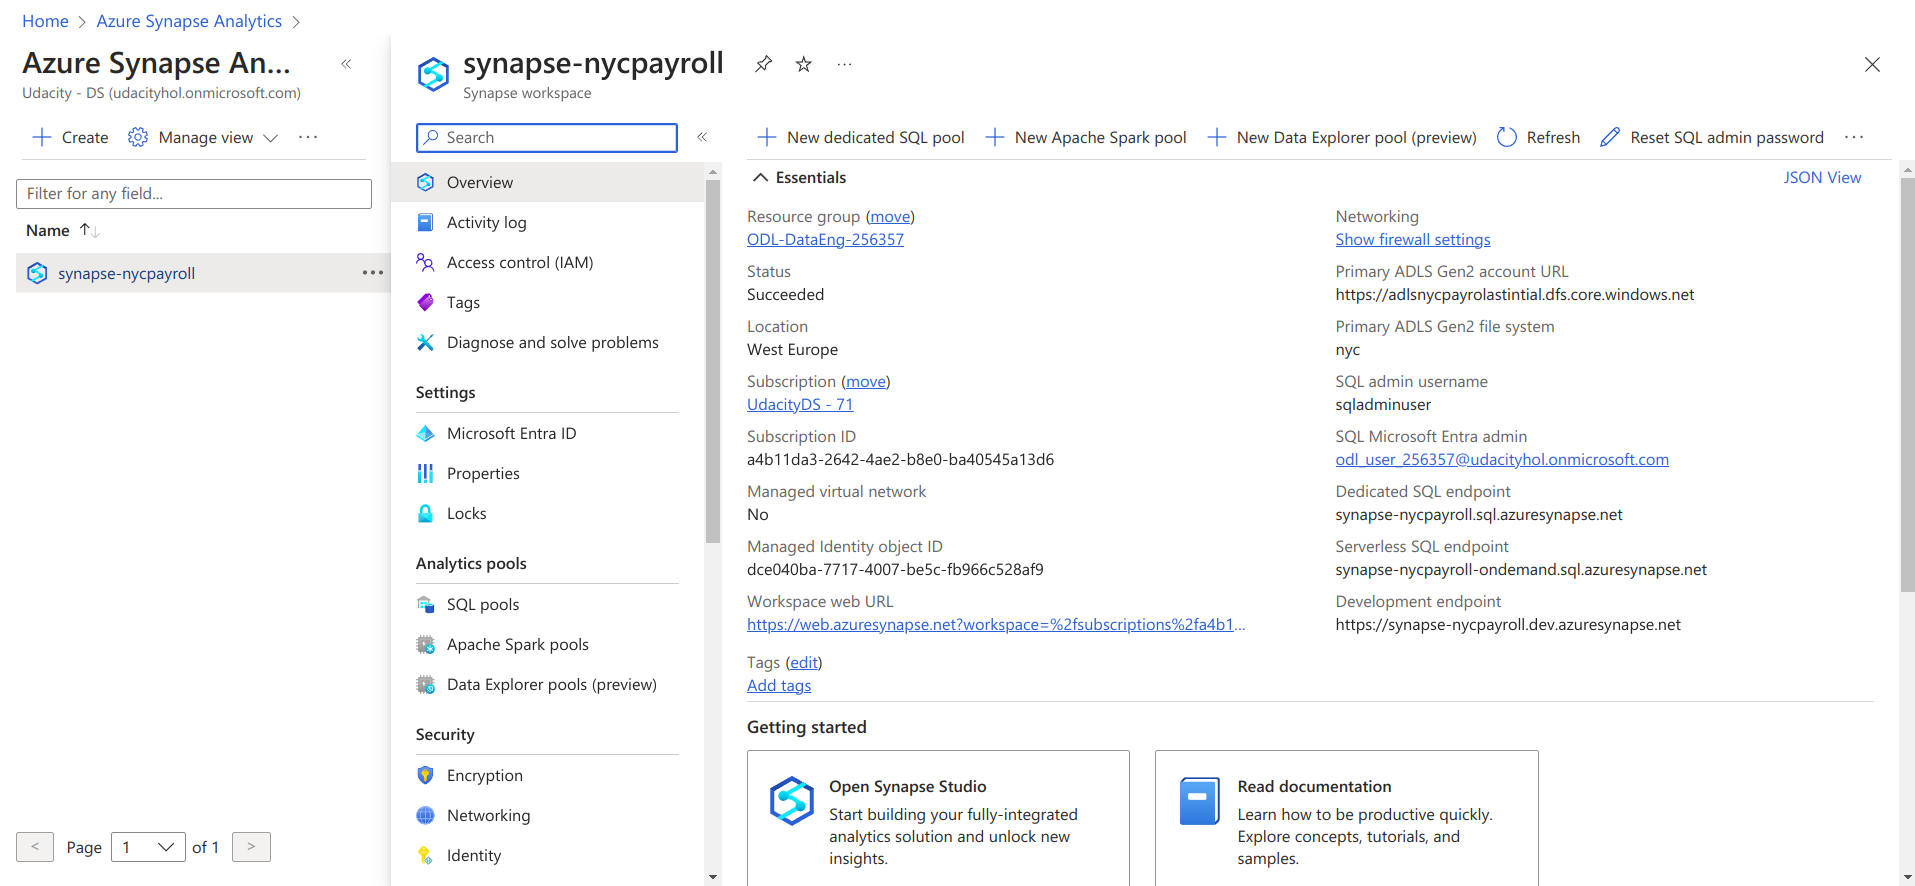 Home > Azure Synapse Analytics >
Azure Synapse An...
Udacity - DS (udacityhol.onmicrosoft.com)
Create
Manage view
Filter for any field...
Name
synapse-nycpayroll
Page 1 of 1
synapse-nycpayroll
Synapse workspace
Search
Overview
Activity log
Access control (IAM)
Tags
Diagnose and solve problems
Settings
Microsoft Entra ID
Properties
Locks
Analytics pools
SQL pools
Apache Spark pools
Data Explorer pools (preview)
Security
Encryption
Networking
Identity
New dedicated SQL pool
New Apache Spark pool
New Data Explorer pool (preview)
Refresh
Reset SQL admin password
Essentials
JSON View
Resource group (move)
ODL-DataEng-256357
Status
Succeeded
Location
West Europe
Subscription (move)
UdacityDS - 71
Subscription ID
a4b11da3-2642-4ae2-b8e0-ba40545a13d6
Managed virtual network
No
Managed Identity object ID
dce040ba-7717-4007-be5c-fb966c528af9
Workspace web URL
https://web.azuresynapse.net?workspace=%2fsubscriptions%2fa4b1...
Tags (edit)
Add tags
Networking
Show firewall settings
Primary ADLS Gen2 account URL
https://adlsnycpayrolastintial.dfs.core.windows.net
Primary ADLS Gen2 file system
nyc
SQL admin username
sqladminuser
SQL Microsoft Entra admin
odl_user_256357@udacityhol.onmicrosoft.com
Dedicated SQL endpoint
synapse-nycpayroll.sql.azuresynapse.net
Serverless SQL endpoint
synapse-nycpayroll-ondemand.sql.azuresynapse.net
Development endpoint
https://synapse-nycpayroll.dev.azuresynapse.net
Getting started
Open Synapse Studio
Start building your fully-integrated
analytics solution and unlock new
insights.
Read documentation
Learn how to be productive quickly.
Explore concepts, tutorials, and
samples.